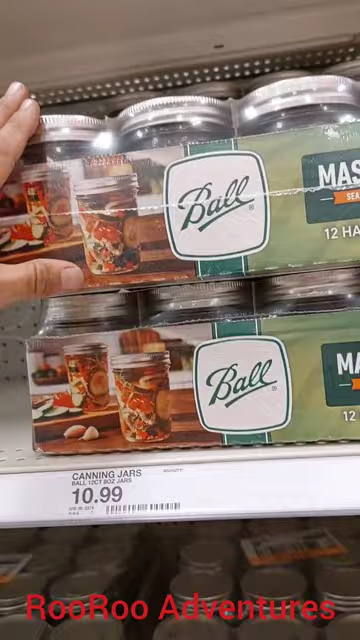 Ball®
MAS
SEA
12 HA
Ball®
MA
12
CANNING JARS
BALL 12CT 8OZ JARS
10.99
RooRoo Adventures